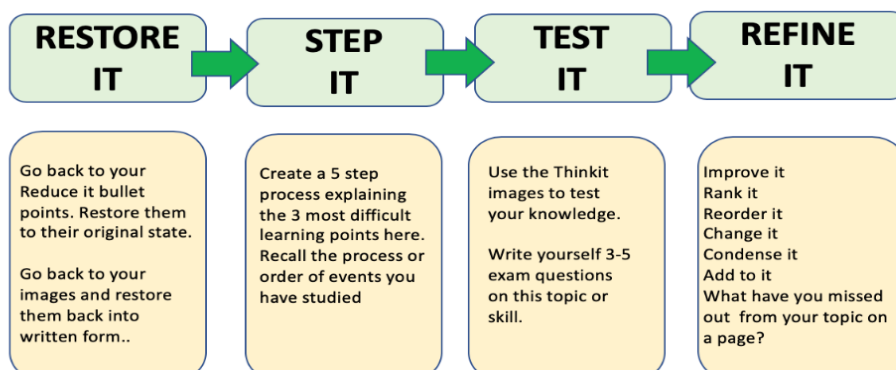 RESTORE
IT
STEP
IT
TEST
IT
REFINE
IT
Go back to your
Reduce it bullet
points. Restore them
to their original state.
Go back to your
images and restore
them back into
written form..
Create a 5 step
process explaining
the 3 most difficult
learning points here.
Recall the process or
order of events you
have studied
Use the Thinkit
images to test
your knowledge.
Write yourself 3-5
exam questions
on this topic or
skill.
Improve it
Rank it
Reorder it
Change it
Condense it
Add to it
What have you missed
out from your topic on
a page?